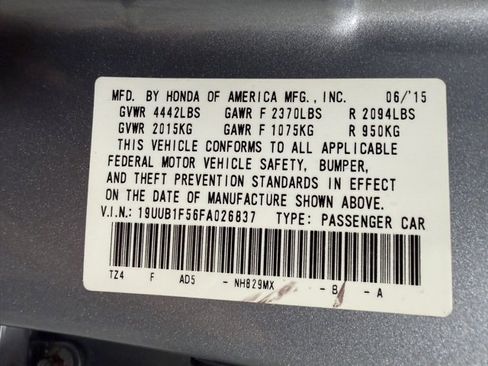 MFD. BY HONDA OF AMERICA MFG., INC. 06/'15
GVWR 4442LBS GAWR F 2370LBS R 2094LBS
GVWR 2015KG GAWR F 1075KG R 950KG
THIS VEHICLE CONFORMS TO ALL APPLICABLE
FEDERAL MOTOR VEHICLE SAFETY, BUMPER,
AND THEFT PREVENTION STANDARDS IN EFFECT
ON THE DATE OF MANUFACTURE SHOWN ABOVE.
V.I.N.: 19UUB1F56FA026837 TYPE: PASSENGER CAR
TZ4 F AD5 - NH829MX - B - A